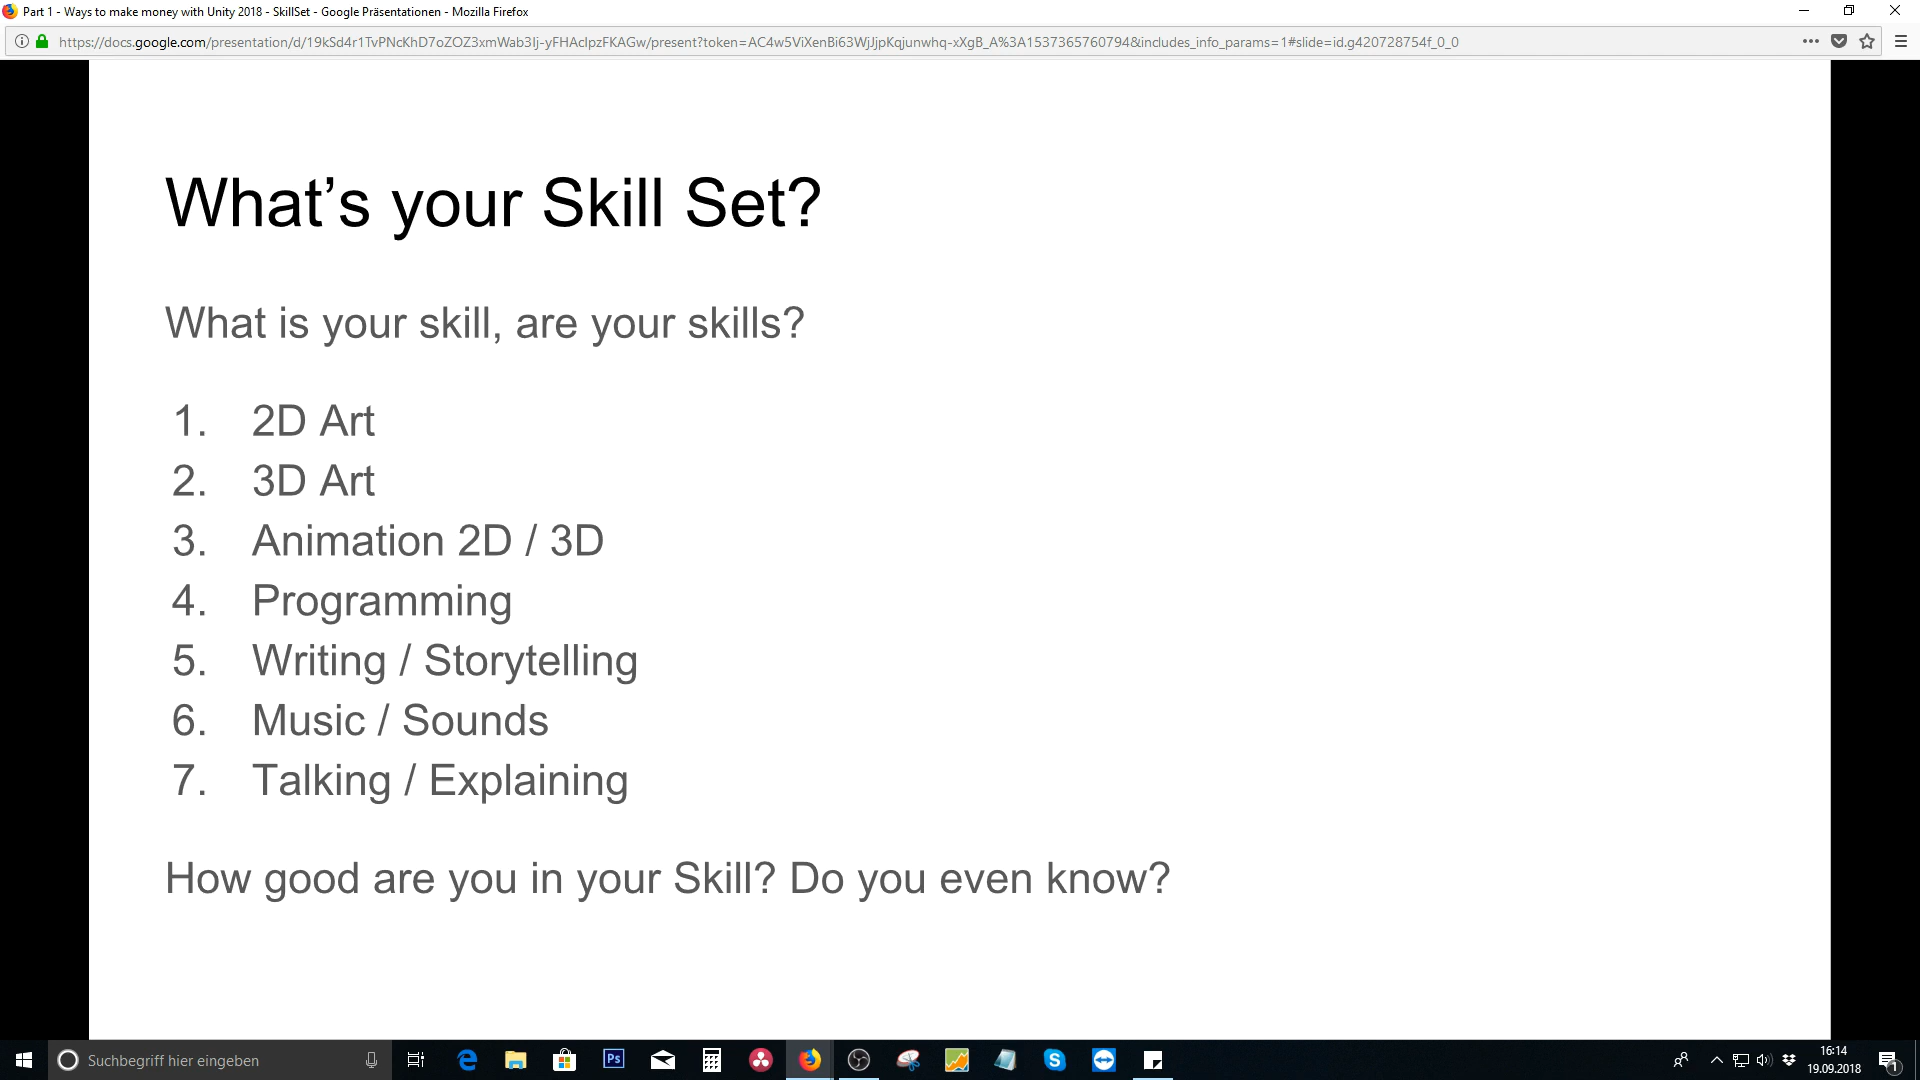 Part 1 - Ways to make money with Unity 2018 - SkillSet - Google Präsentationen - Mozilla Firefox
https://docs.google.com/presentation/d/19kSd4r1TvPNcKhD7oZOZ3xmWab3Ij-yFHAcIpzFKAGw/present?token=AC4w5ViXenBi63WjJjpKqjunwhq-xXgB_A%3A1537365760794&includes_info_params=1#slide=id.g420728754f_0_0
What’s your Skill Set?
What is your skill, are your skills?
1. 2D Art
2. 3D Art
3. Animation 2D / 3D
4. Programming
5. Writing / Storytelling
6. Music / Sounds
7. Talking / Explaining
How good are you in your Skill? Do you even know?
Suchbegriff hier eingeben
Ps
16:14
19.09.2018
1